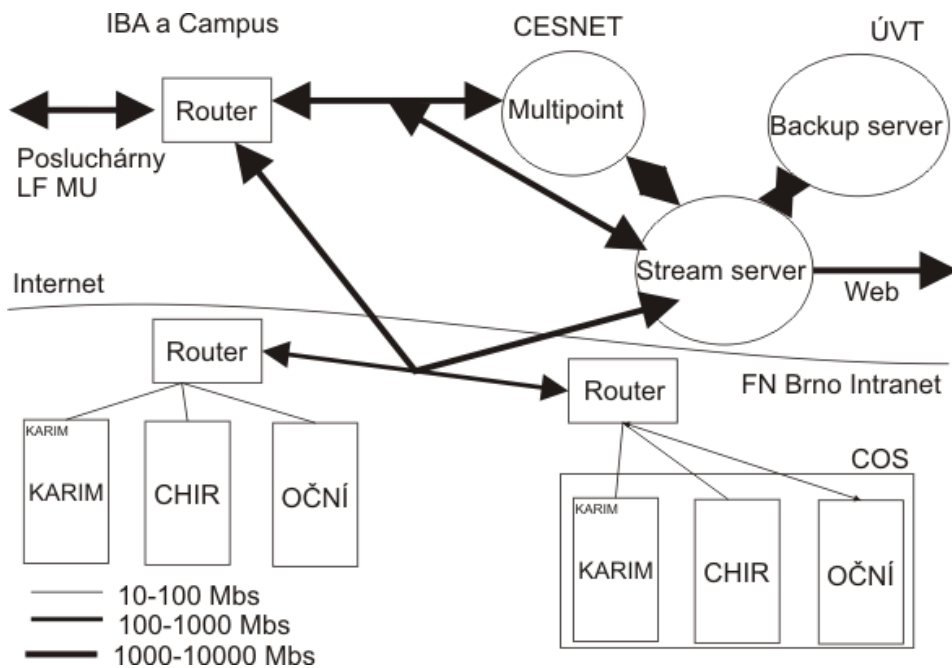 IBA a Campus
CESNET
ÚVT
Router
Multipoint
Backup server
Posluchárny
LF MU
Stream server
Internet
Web
Router
FN Brno Intranet
Router
COS
KARIM
KARIM
CHIR
OČNÍ
KARIM
KARIM
CHIR
OČNÍ
10-100 Mbs
100-1000 Mbs
1000-10000 Mbs